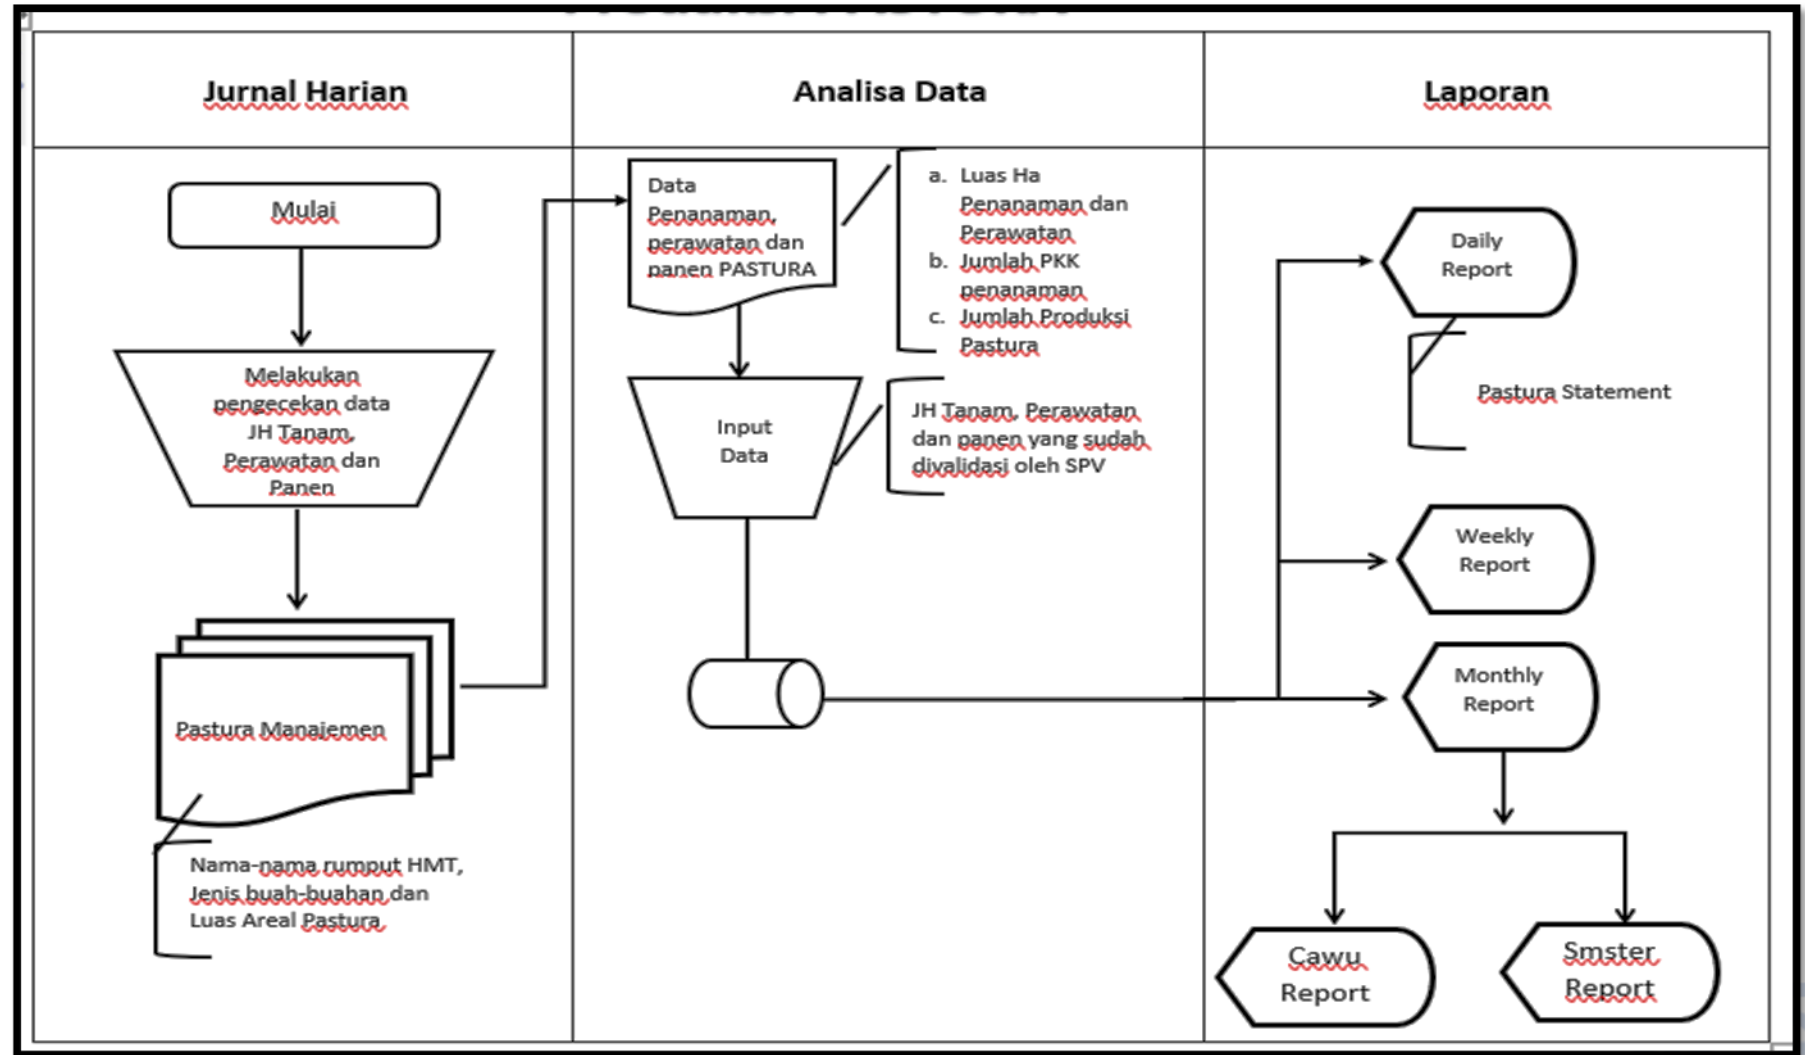 Jurnal Harian
Analisa Data
Laporan
Mulai
Melakukan
pengecekan data
JH Tanam,
Perawatan dan
Panen
Pastura Manajemen
Nama-nama rumput HMT,
Jenis buah-buahan dan
Luas Areal Pastura
Data
Penanaman,
perawatan dan
panen PASTURA
a. Luas Ha
Penanaman dan
Perawatan
b. Jumlah PKK
penanaman
c. Jumlah Produksi
Pastura
Input
Data
JH Tanam, Perawatan
dan panen yang sudah
divalidasi oleh SPV
Daily
Report
Pastura Statement
Weekly
Report
Monthly
Report
Cawu
Report
Smster
Report